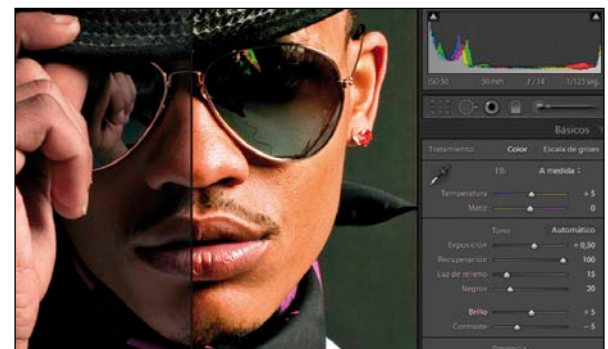 ISO 50 50 mm f / 14 1/125 seg.
Básicos
Tratamiento: Color Escala de grises
EB: A medida
Temperatura + 5
Matiz 0
Tono Automático
Exposición + 0,50
Recuperación 100
Luz de relleno 15
Negros 20
Brillo + 5
Contraste - 5
Presencia